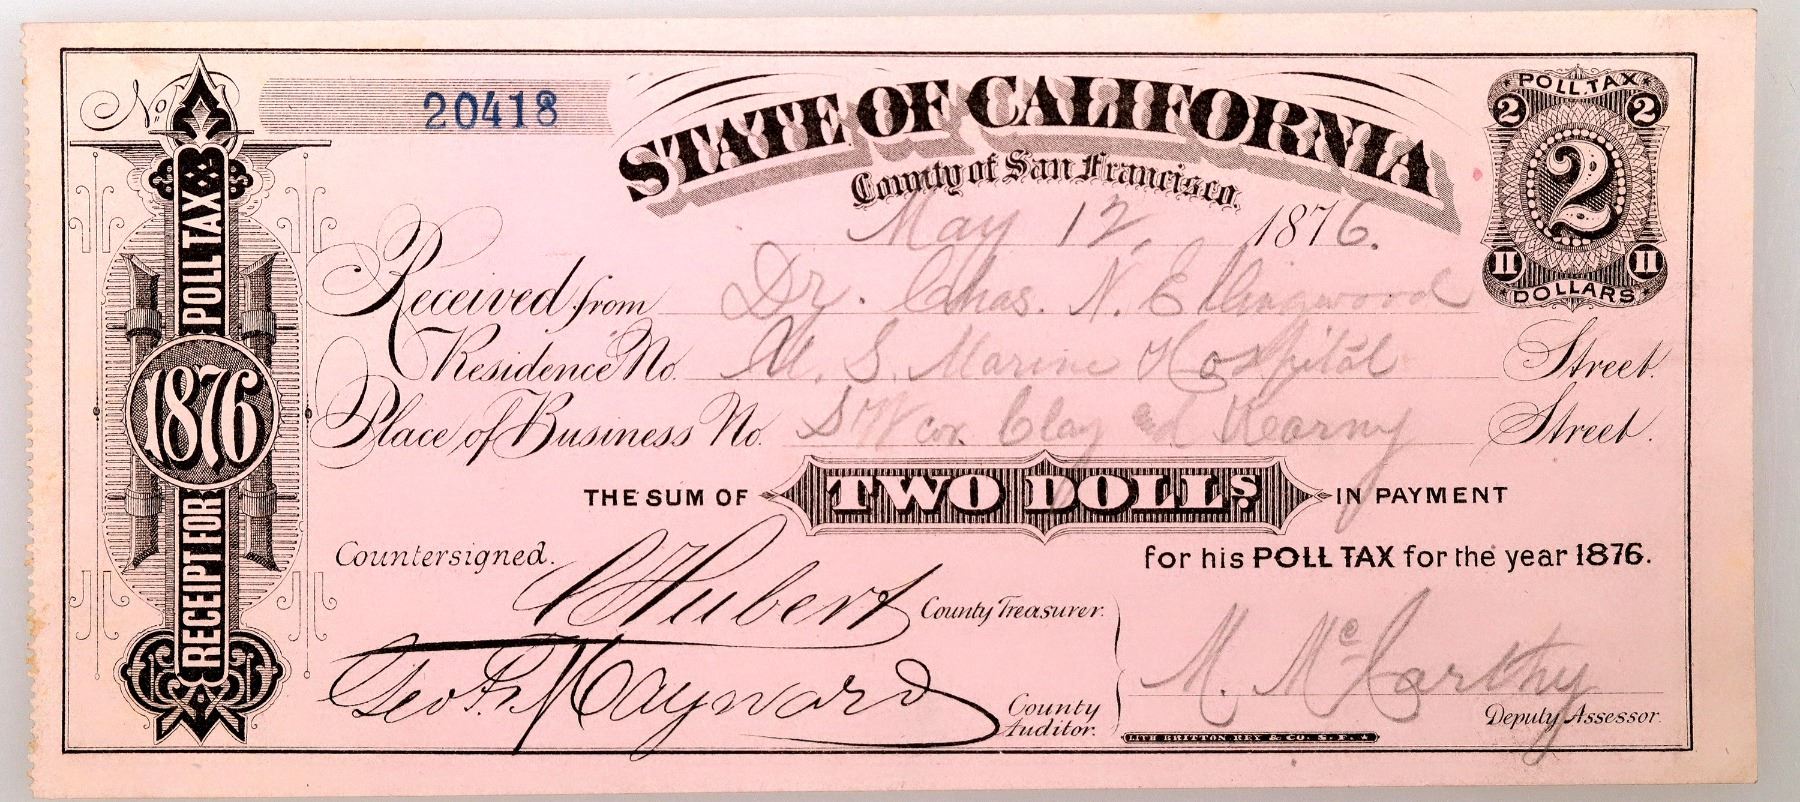 No. 20418
RECEIPT FOR 1876 POLL TAX
STATE OF CALIFORNIA
County of San Francisco.
POLL TAX
2 2
2
II II
DOLLARS
May 12, 1876.
Received from Dr. Chas. N. Ellingwood
Residence No. U. S. Marine Hospital Street.
Place of Business No. S W cor. Clay and Kearny Street.
THE SUM OF TWO DOLLS. IN PAYMENT
for his POLL TAX for the year 1876.
Countersigned.
C Hubert County Treasurer.
Geo. F. Maynard County Auditor.
M. McCarthy
Deputy Assessor.
LITH BRITTON, REY & CO. S. F.